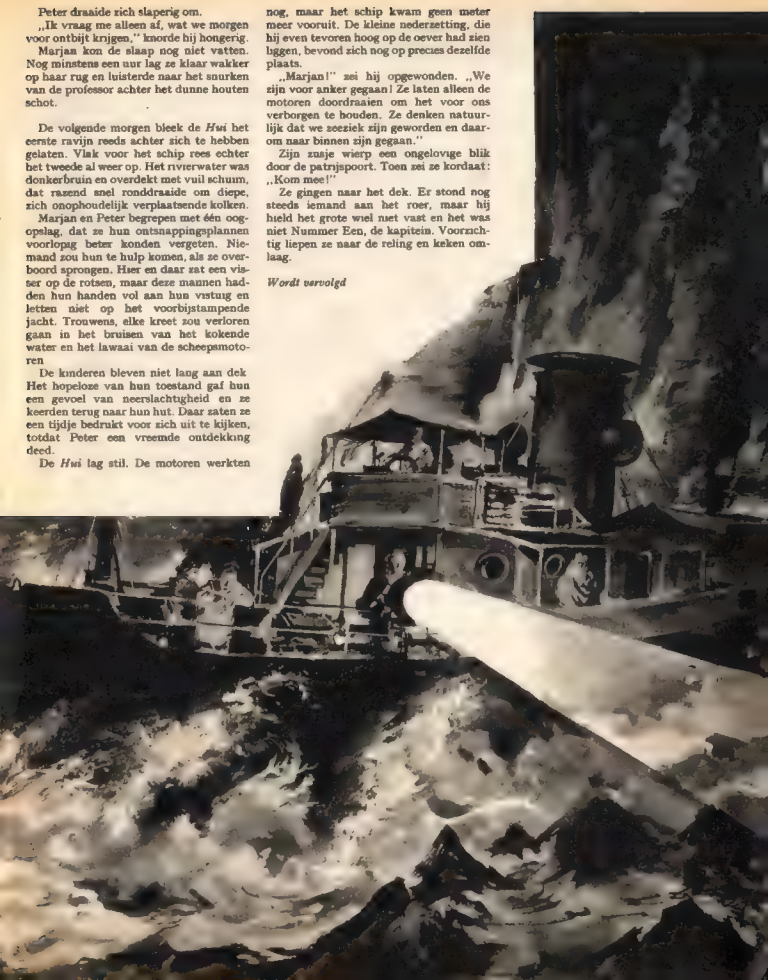 Peter draaide zich slaperig om.
„Ik vraag me alleen af, wat we morgen
voor ontbijt krijgen,” knorde hij hongerig.
Marjan kon de slaap nog niet vatten.
Nog minstens een uur lag ze klaar wakker
op haar rug en luisterde naar het snurken
van de professor achter het dunne houten
schot.
De volgende morgen bleek de Hui het
eerste ravijn reeds achter zich te hebben
gelaten. Vlak voor het schip rees echter
het tweede al weer op. Het rivierwater was
donkerbruin en overdekt met vuil schuim,
dat razend snel ronddraaide om diepe,
zich onophoudelijk verplaatsende kolken.
Marjan en Peter begrepen met één oog-
opslag, dat ze hun ontsnappingsplannen
voorlopig beter konden vergeten. Nie-
mand zou hun te hulp komen, als ze over-
boord sprongen. Hier en daar zat een vis-
ser op de rotsen, maar deze mannen had-
den hun handen vol aan hun vistuig en
letten niet op het voorbijstampende
jacht. Trouwens, elke kreet zou verloren
gaan in het bruisen van het kokende
water en het lawaai van de scheepsmoto-
ren
De kinderen bleven niet lang aan dek
Het hopeloze van hun toestand gaf hun
een gevoel van neerslachtigheid en ze
keerden terug naar hun hut. Daar zaten ze
een tijdje bedrukt voor zich uit te kijken,
totdat Peter een vreemde ontdekking
deed.
De Hui lag stil. De motoren werkten
nog, maar het schip kwam geen meter
meer vooruit. De kleine nederzetting, die
hij even tevoren hoog op de oever had zien
liggen, bevond zich nog op precies dezelfde
plaats.
„Marjan!” zei hij opgewonden. „We
zijn voor anker gegaan! Ze laten alleen de
motoren doordraaien om het voor ons
verborgen te houden. Ze denken natuur-
lijk dat we zeeziek zijn geworden en daar-
om naar binnen zijn gegaan.”
Zijn zusje wierp een ongelovige blik
door de patrijspoort. Toen zei ze kordaat:
„Kom mee!”
Ze gingen naar het dek. Er stond nog
steeds iemand aan het roer, maar hij
hield het grote wiel niet vast en het was
niet Nummer Een, de kapitein. Voorzich-
tig liepen ze naar de reling en keken om-
laag.
Wordt vervolgd